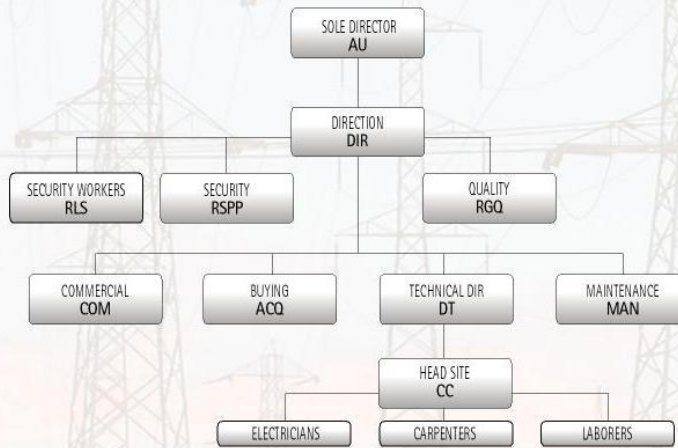 SOLE DIRECTOR
AU
DIRECTION
DIR
SECURITY WORKERS
RLS
SECURITY
RSPP
QUALITY
RGQ
COMMERCIAL
COM
BUYING
ACQ
TECHNICAL DIR
DT
MAINTENANCE
MAN
HEAD SITE
CC
ELECTRICIANS
CARPENTERS
LABORERS